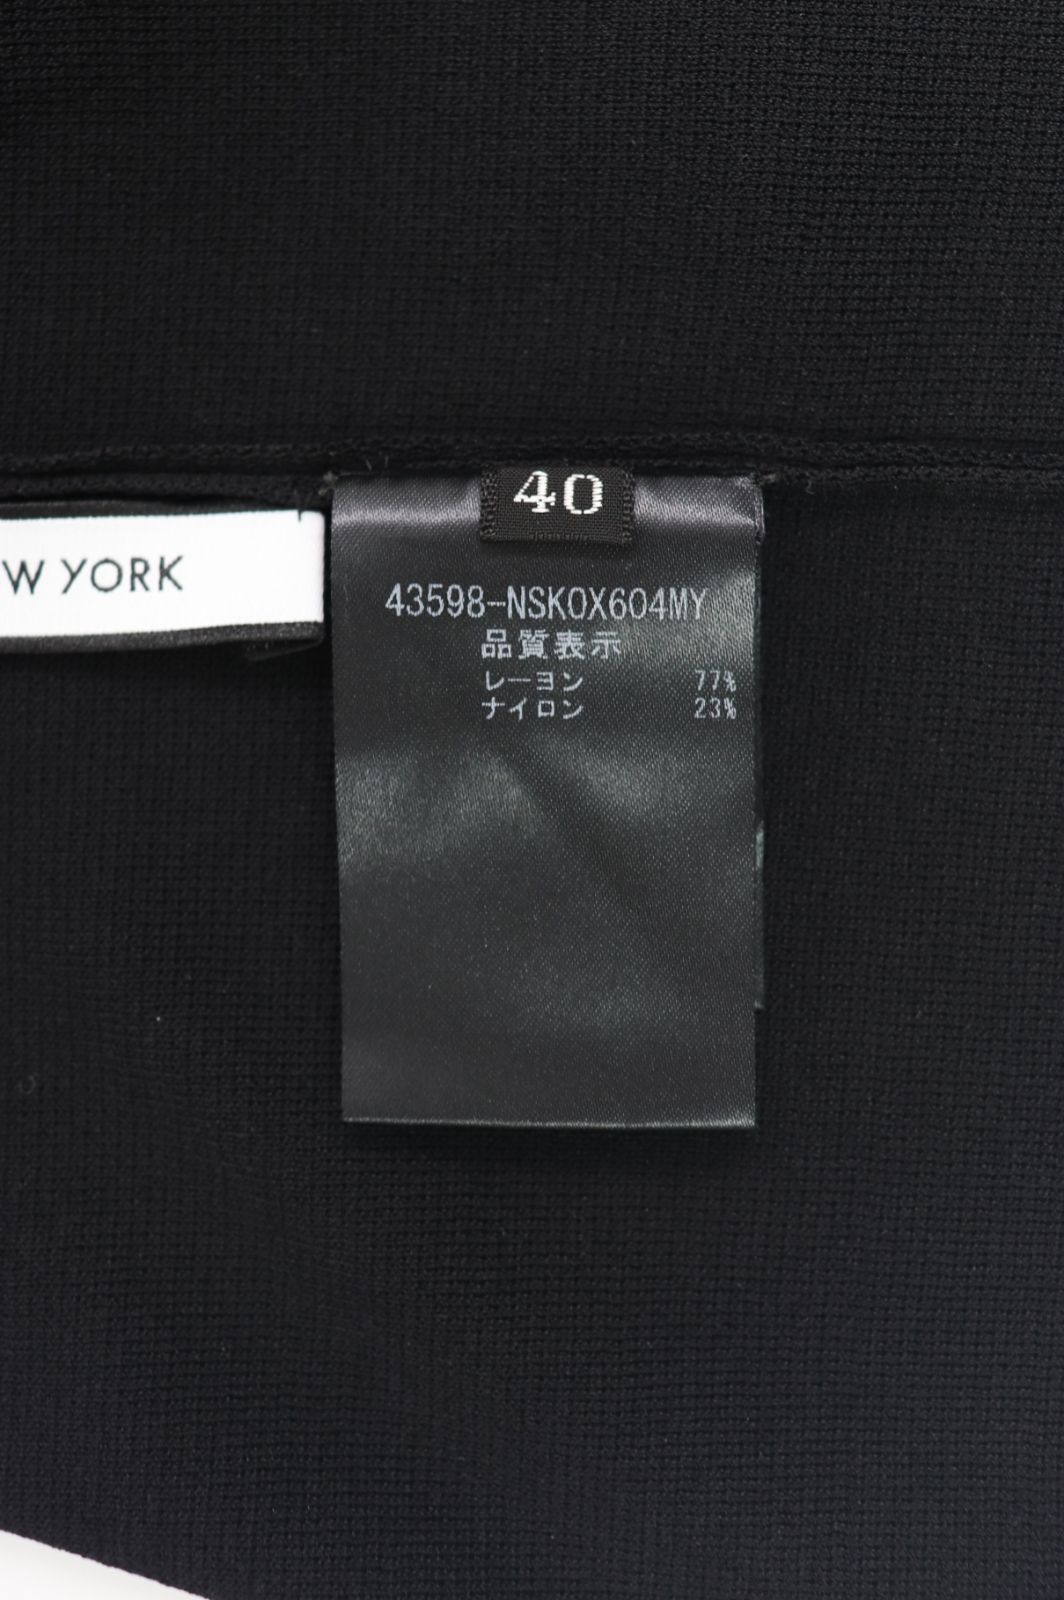 40
W YORK
43598-NSKOX604MY
品質表示
レーヨン 77%
ナイロン 23%